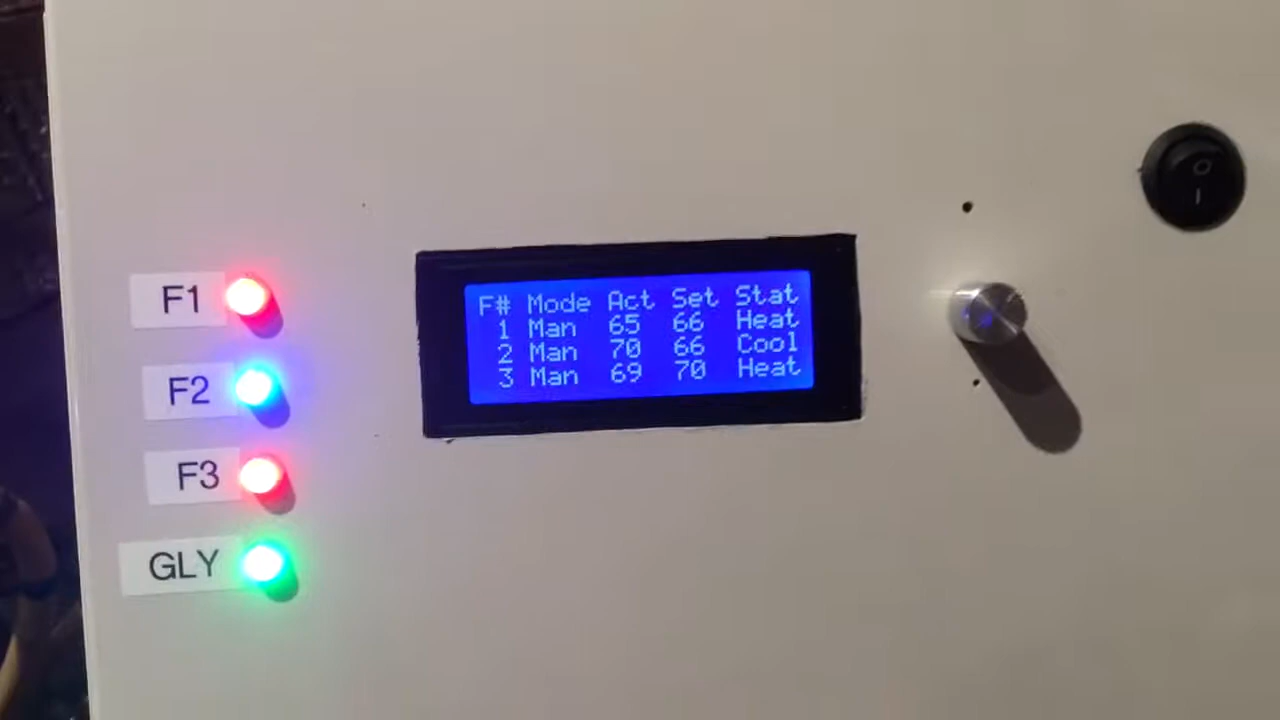 F1
F2
F3
GLY
F# Mode Act Set Stat
1 Man 65 66 Heat
2 Man 70 66 Cool
3 Man 69 70 Heat
O
I